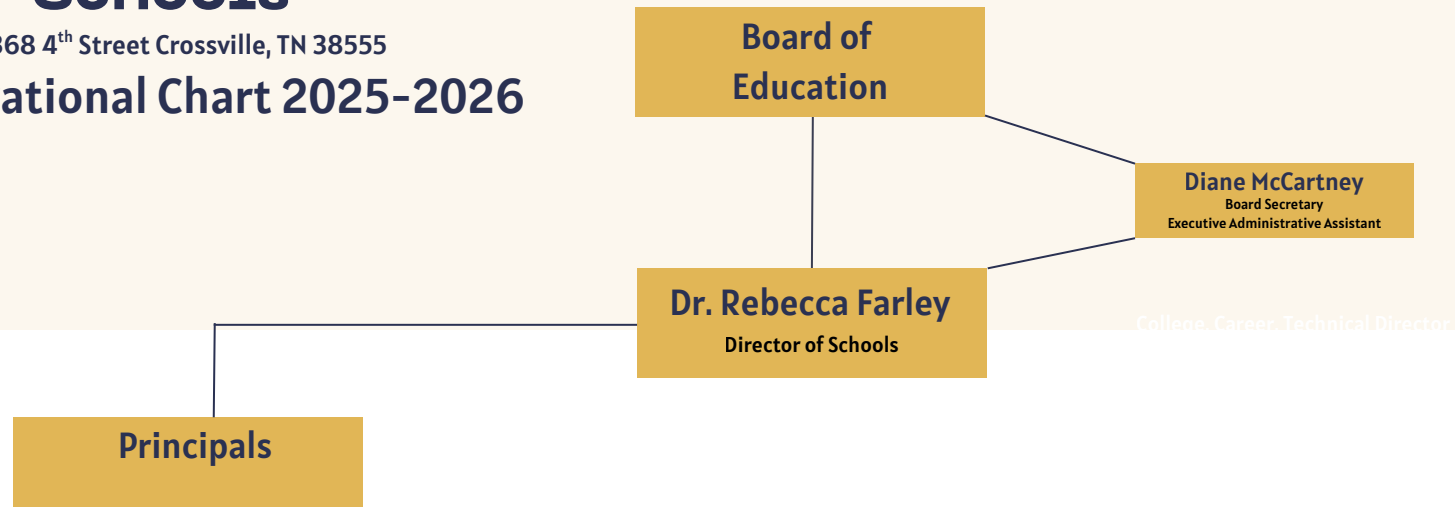 Schools
368 4th Street Crossville, TN 38555
ational Chart 2025-2026
Board of
Education
Diane McCartney
Board Secretary
Executive Administrative Assistant
Dr. Rebecca Farley
Director of Schools
College, Career, Technical Director
Principals